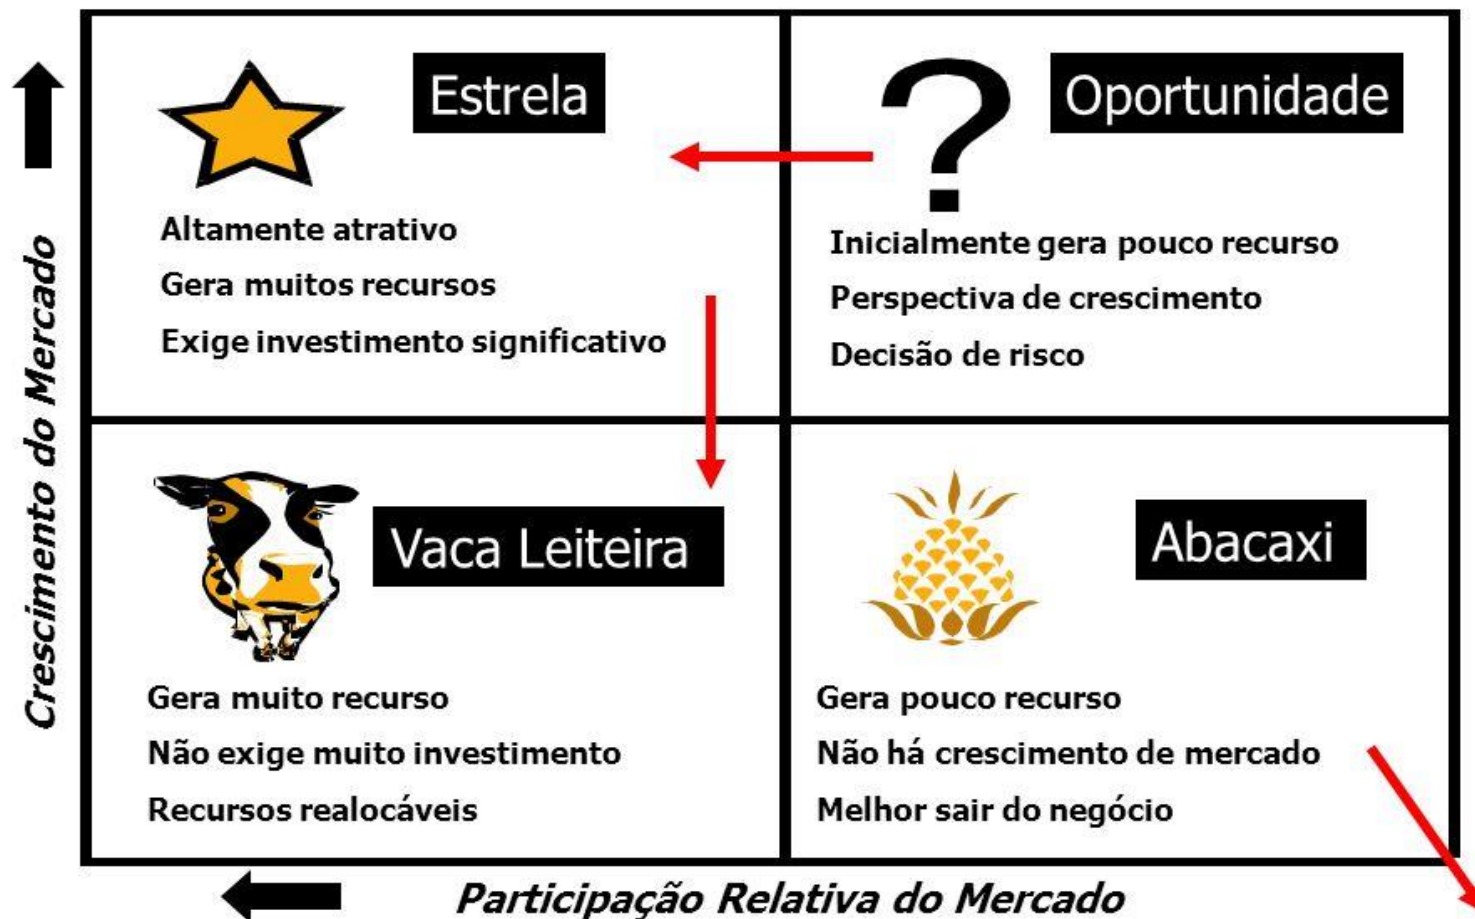 Crescimento do Mercado
Estrela
Altamente atrativo
Gera muitos recursos
Exige investimento significativo
?
Oportunidade
Inicialmente gera pouco recurso
Perspectiva de crescimento
Decisão de risco
Vaca Leiteira
Gera muito recurso
Não exige muito investimento
Recursos realocáveis
Abacaxi
Gera pouco recurso
Não há crescimento de mercado
Melhor sair do negócio
Participação Relativa do Mercado